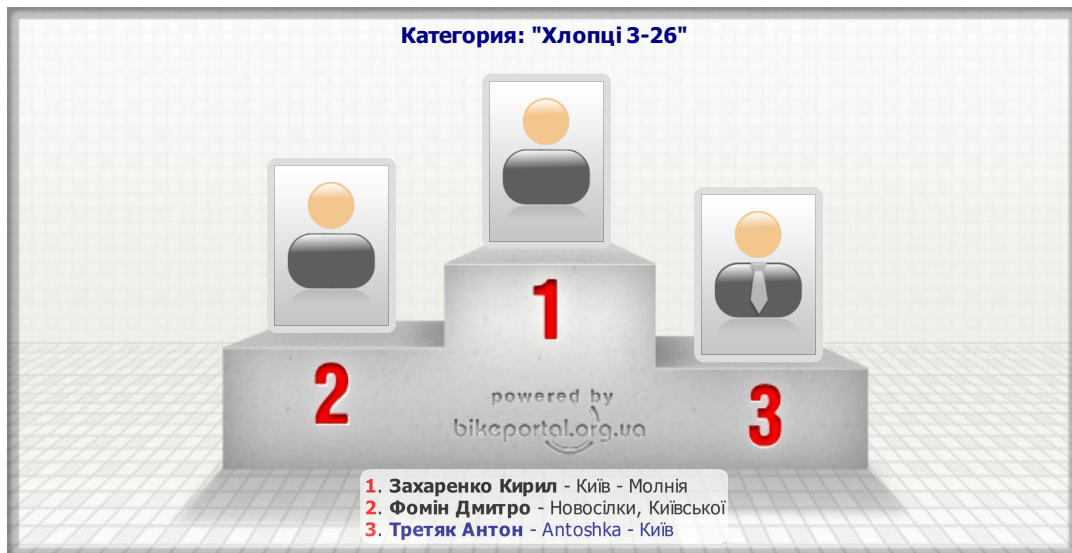 Категория: "Хлопці 3-26"
1
2
3
powered by
bikeportal.org.ua
1. Захаренко Кирил - Київ - Молнія
2. Фомін Дмитро - Новосілки, Київської
3. Третяк Антон - Antoshka - Київ